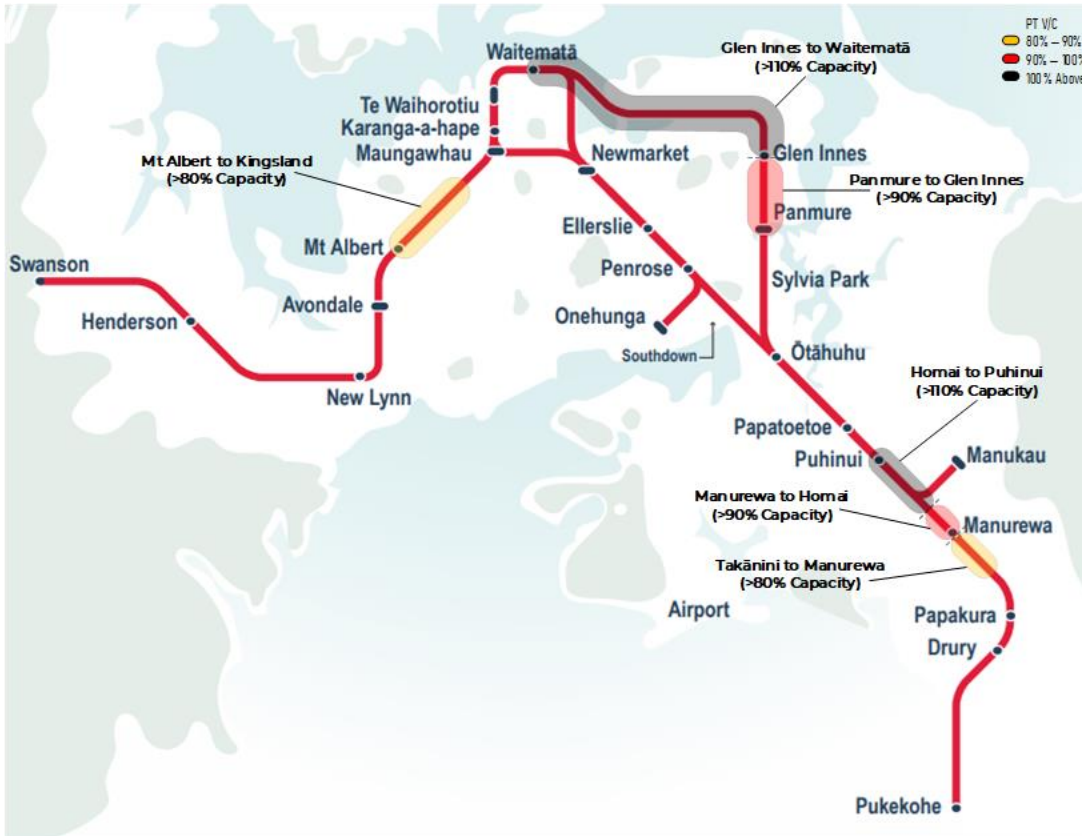 PT V/C
80% – 90%
90% – 100%
100% Above
Waitematā
Glen Innes to Waitematā
(>110% Capacity)
Te Waihorotiu
Karanga-a-hape
Maungawhau
Newmarket
Glen Innes
Mt Albert to Kingsland
(>80% Capacity)
Panmure to Glen Innes
(>90% Capacity)
Ellerslie
Panmure
Mt Albert
Swanson
Penrose
Sylvia Park
Avondale
Henderson
Onehunga
Southdown
Ōtāhuhu
New Lynn
Homai to Puhinui
(>110% Capacity)
Papatoetoe
Puhinui
Manukau
Manurewa to Homai
(>90% Capacity)
Manurewa
Takānini to Manurewa
(>80% Capacity)
Airport
Papakura
Drury
Pukekohe